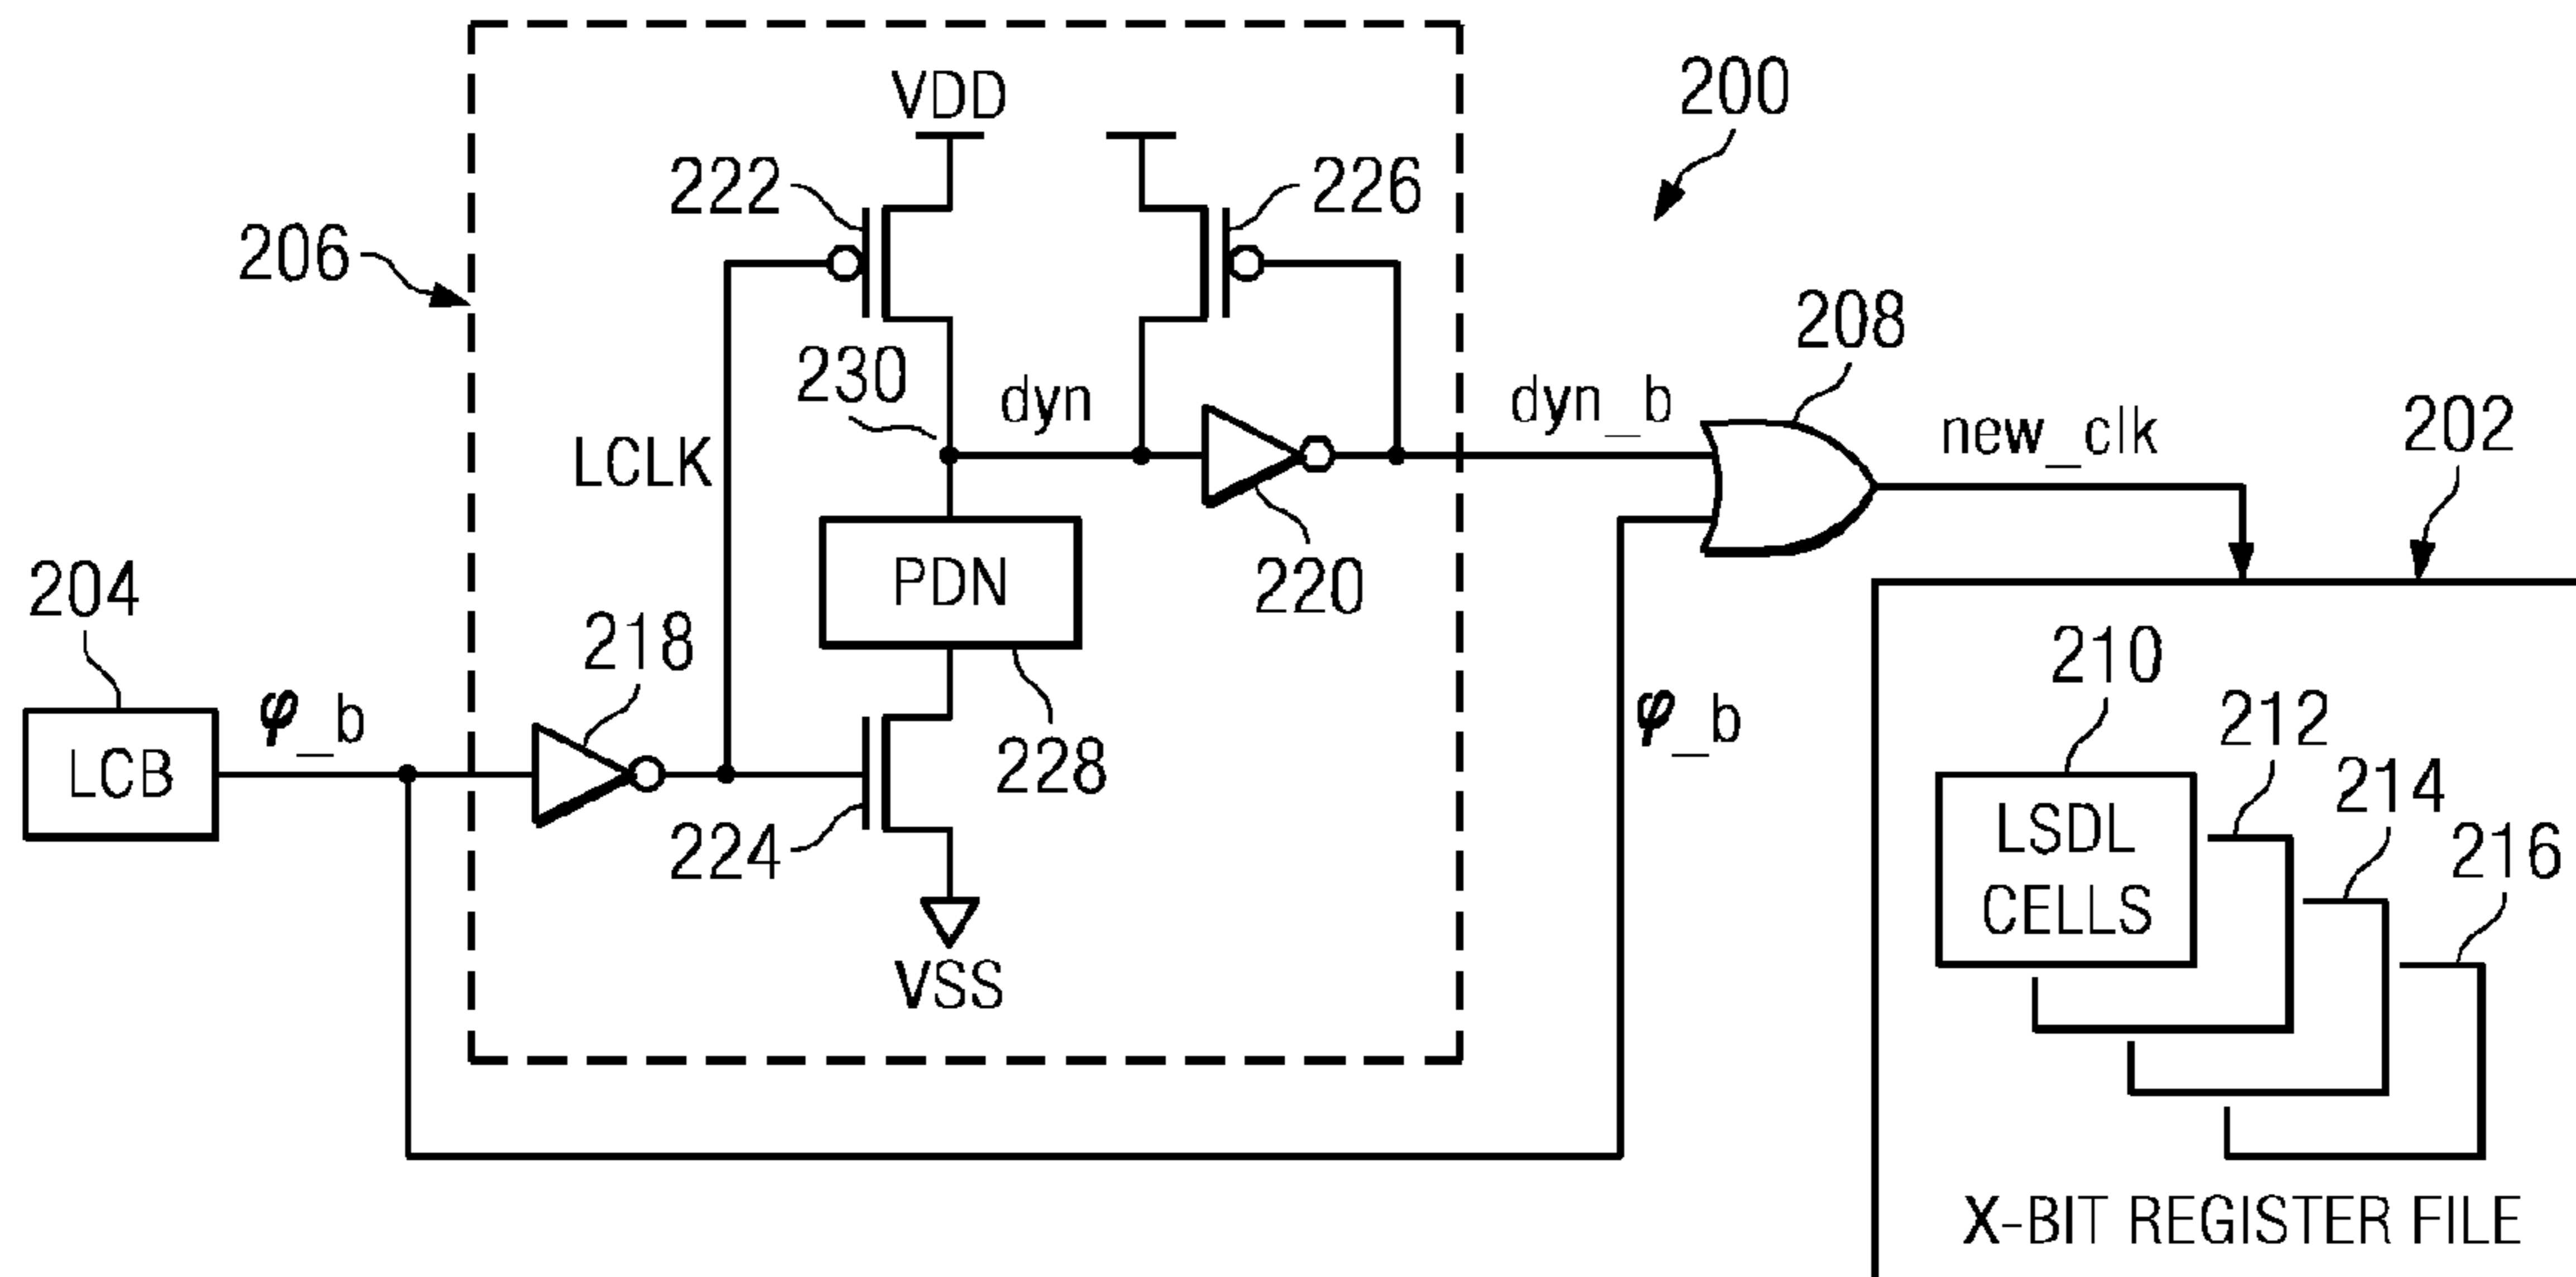 200
VDD
222
226
206
208
230
dyn
dyn_b
new_clk
202
LCLK
204
PDN
220
218
210
φ_b
φ_b
212
LCB
228
214
224
LSDL
CELLS
216
VSS
X-BIT REGISTER FILE